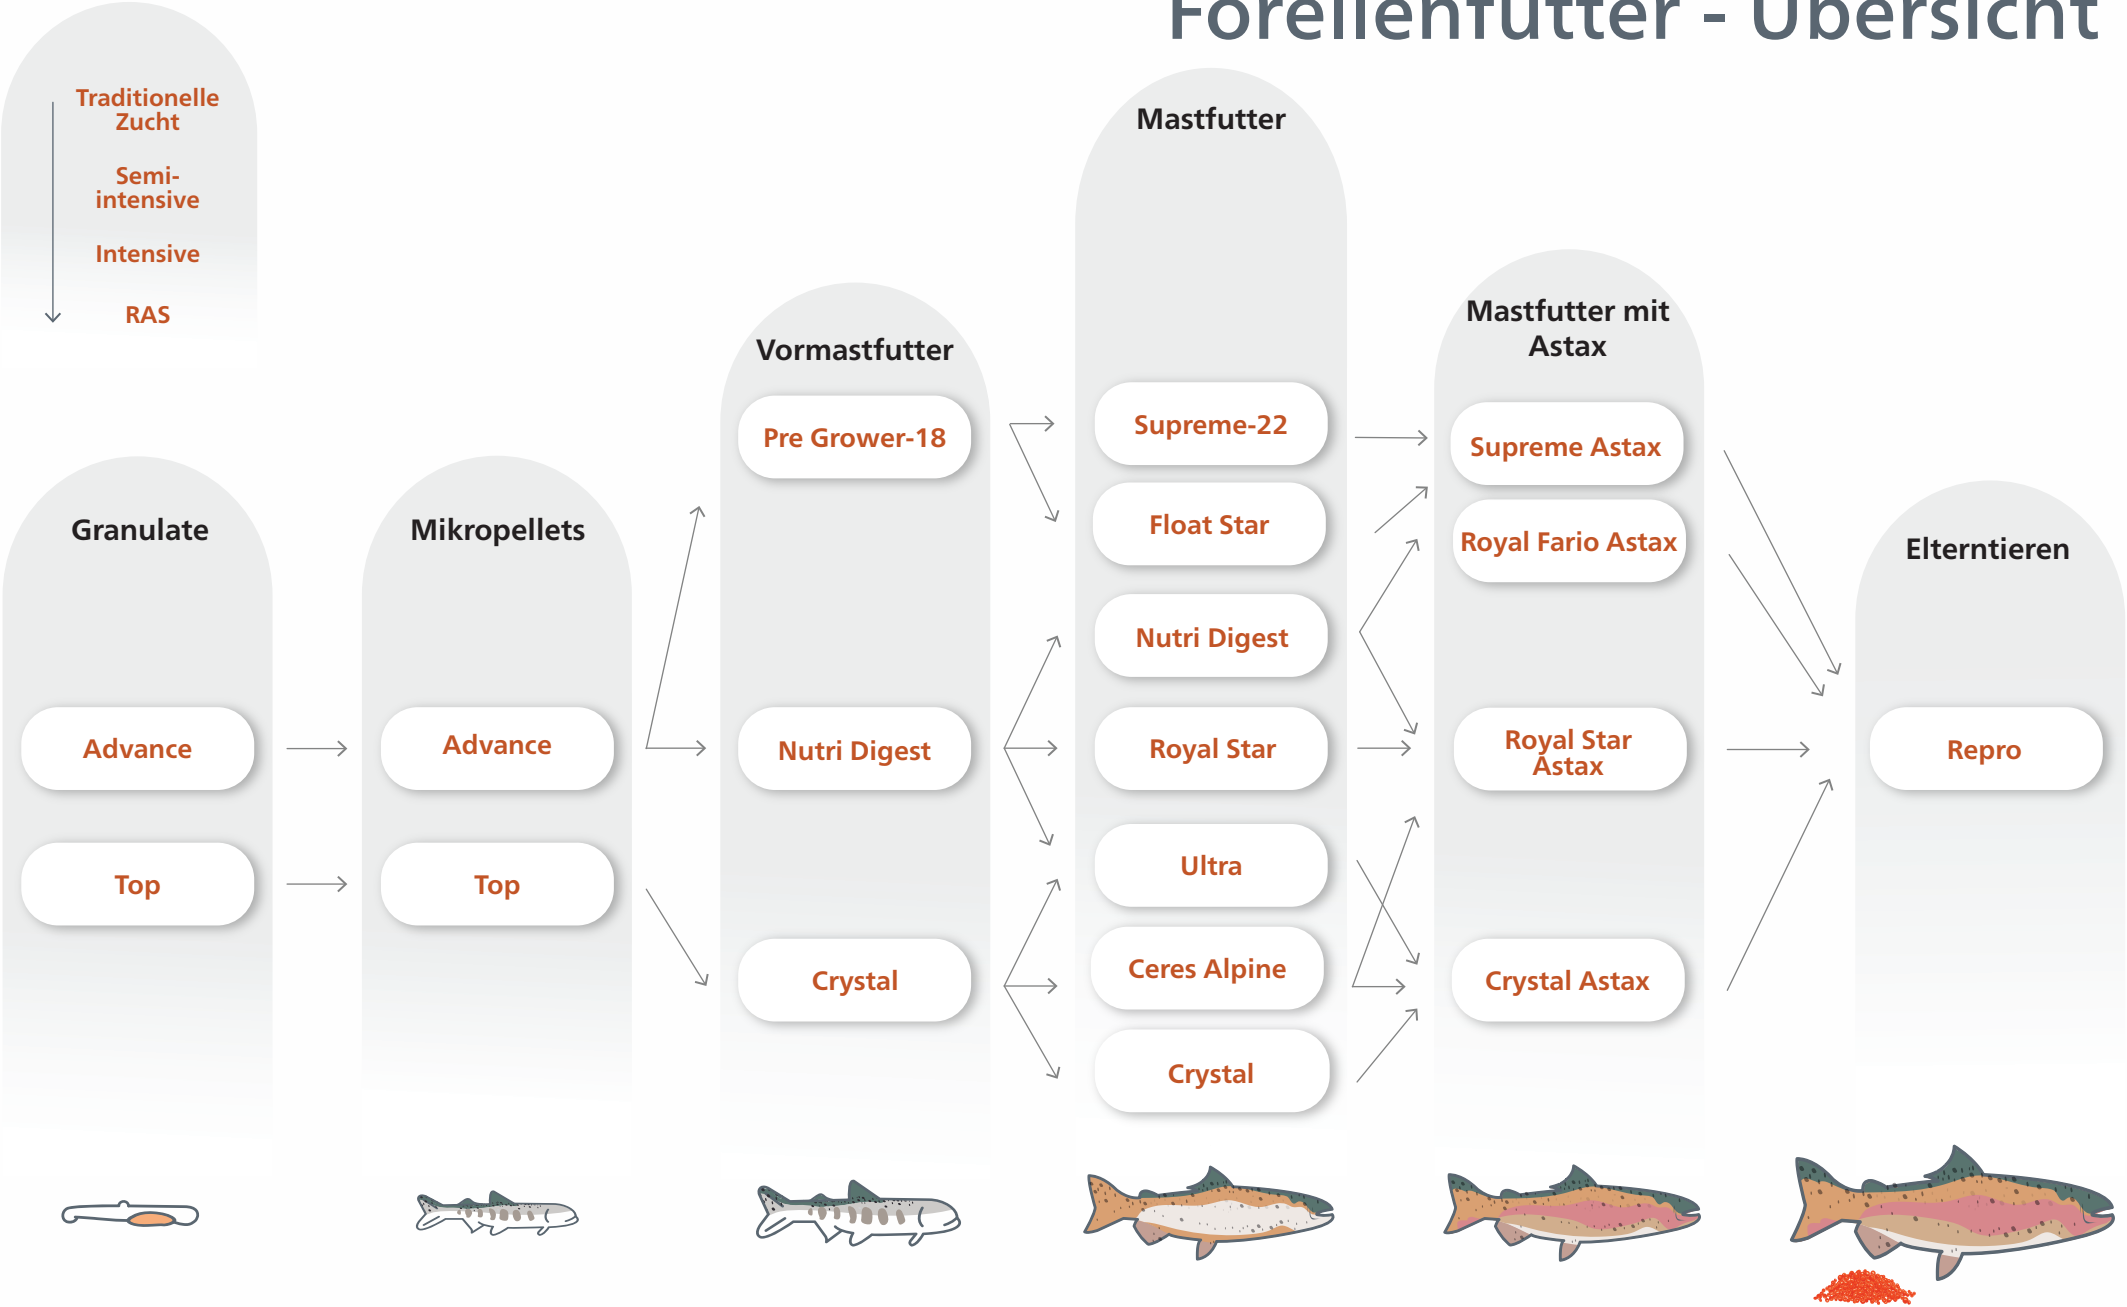 Forellenfutter - Übersicht
Traditionelle
Zucht
Semi-
intensive
Intensive
RAS
Granulate
Advance
Top
Mikropellets
Advance
Top
Vormastfutter
Pre Grower-18
Nutri Digest
Crystal
Mastfutter
Supreme-22
Float Star
Nutri Digest
Royal Star
Ultra
Ceres Alpine
Crystal
Mastfutter mit
Astax
Supreme Astax
Royal Fario Astax
Royal Star
Astax
Crystal Astax
Elterntieren
Repro